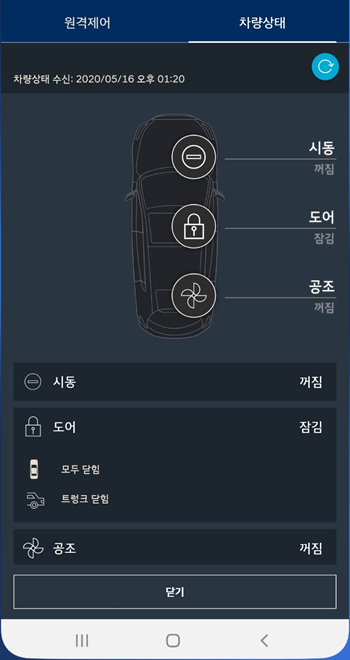 원격제어 차량상태
차량상태 수신: 2020/05/16 오후 01:20
시동
꺼짐
도어
잠김
공조
꺼짐
시동 꺼짐
도어 잠김
모두 닫힘
트렁크 닫힘
공조 꺼짐
닫기